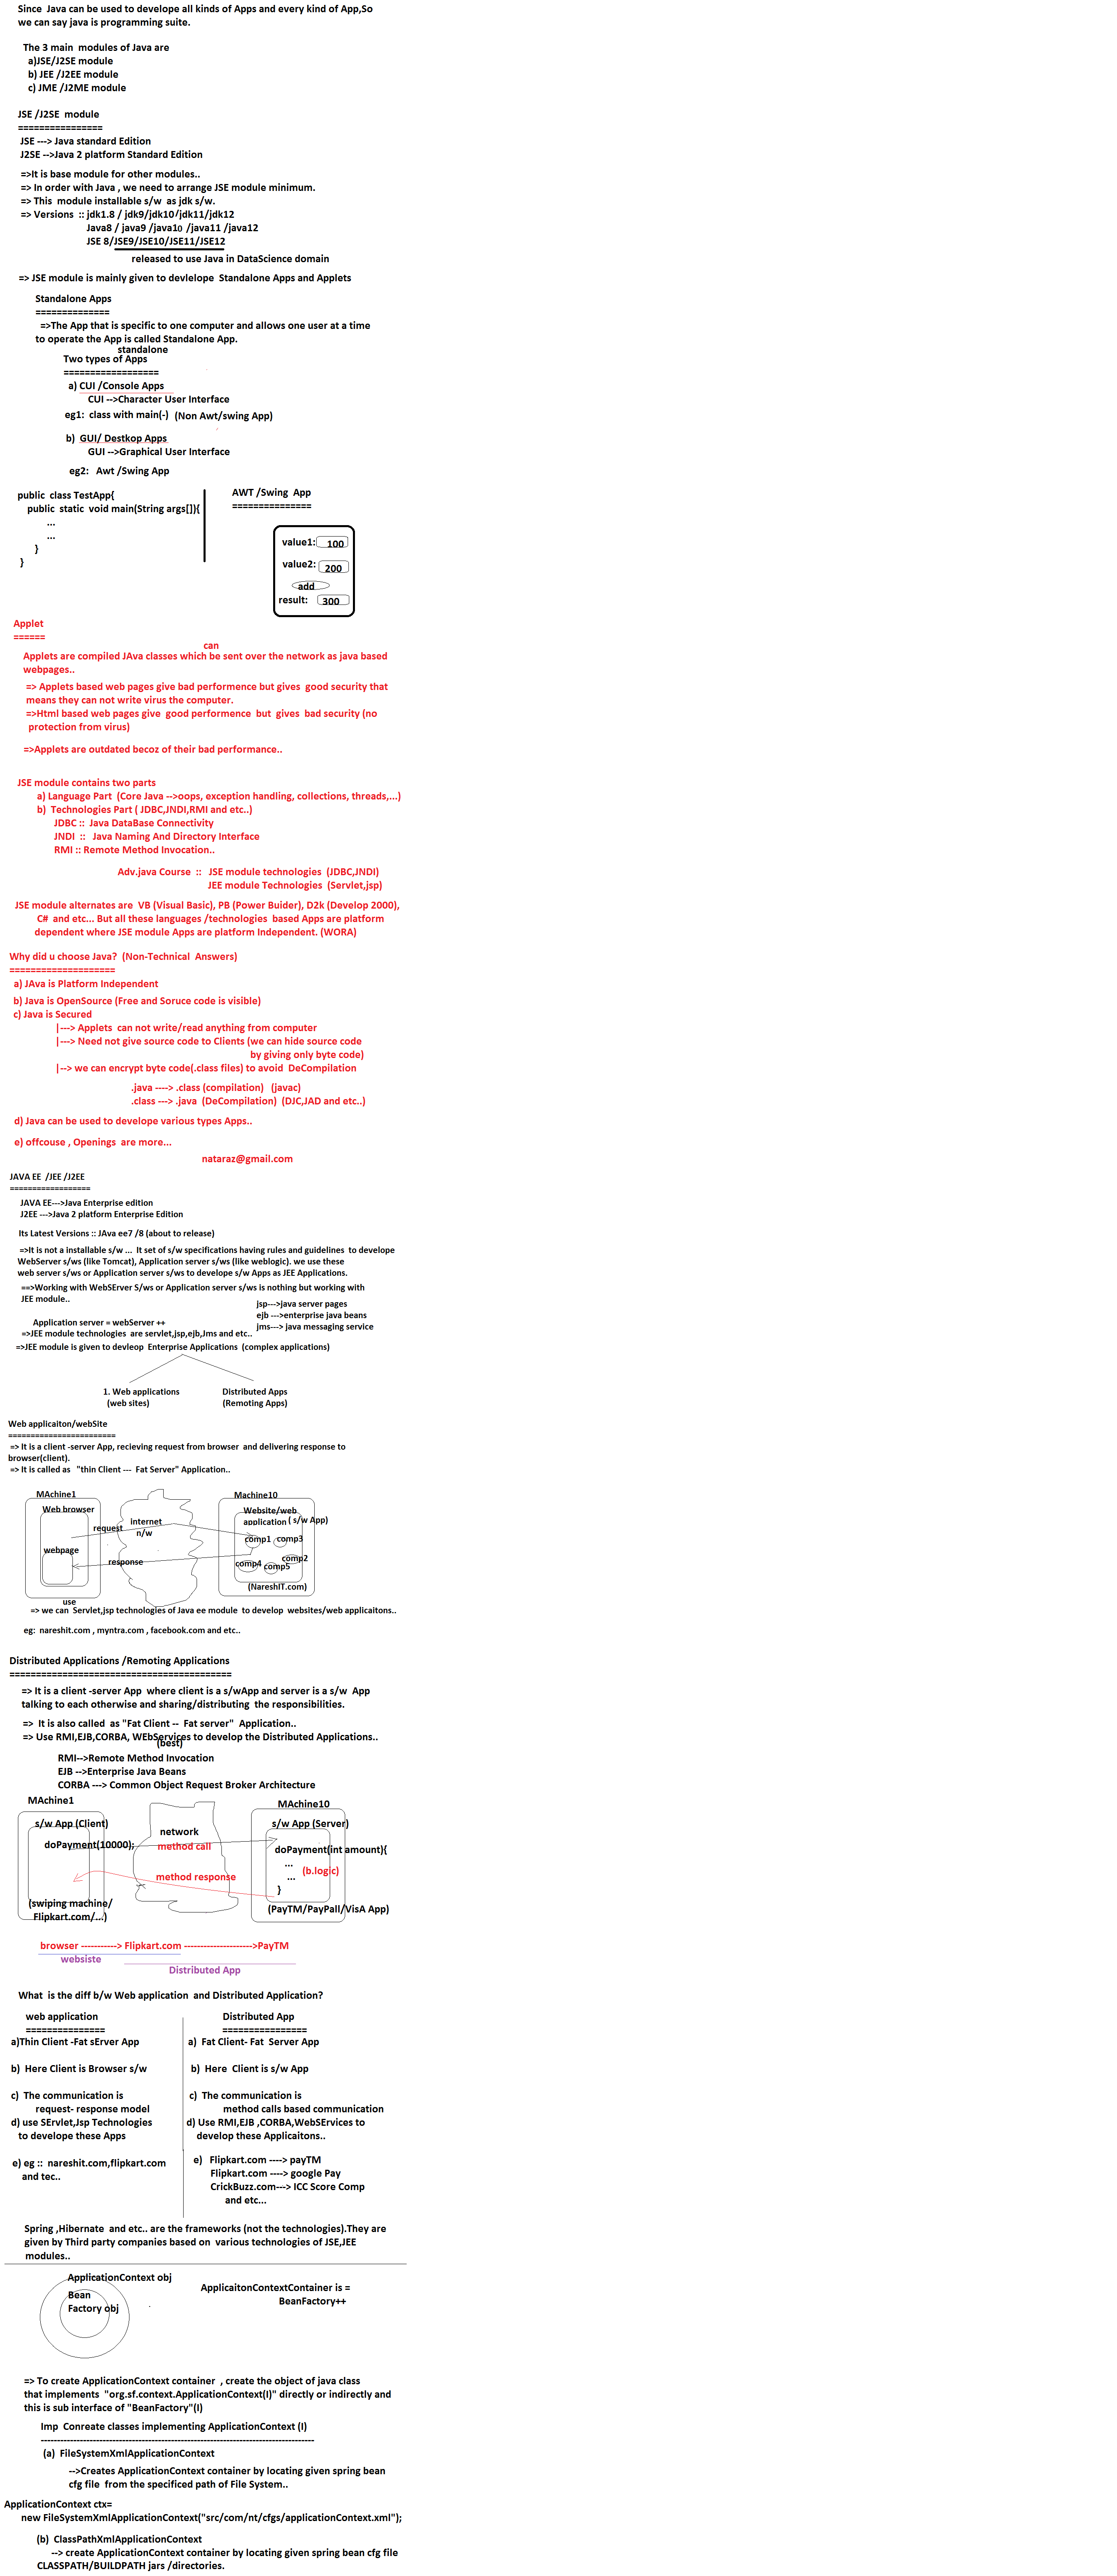 Since Java can be used to develope all kinds of Apps and every kind of App,So
we can say java is programming suite.
The 3 main modules of Java are
a)JSE/J2SE module
b) JEE /J2EE module
c) JME /J2ME module
JSE /J2SE module
================
JSE ---> Java standard Edition
J2SE -->Java 2 platform Standard Edition
=>It is base module for other modules..
=> In order with Java , we need to arrange JSE module minimum.
=> This module installable s/w as jdk s/w.
=> Versions :: jdk1.8 / jdk9/jdk10/jdk11/jdk12
Java8 / java9 /java10 /java11 /java12
JSE 8/JSE9/JSE10/JSE11/JSE12
released to use Java in DataScience domain
=> JSE module is mainly given to devlelope Standalone Apps and Applets
Standalone Apps
==============
=>The App that is specific to one computer and allows one user at a time
to operate the App is called Standalone App.
standalone
Two types of Apps
==================
a) CUI /Console Apps
CUI -->Character User Interface
eg1: class with main(-) (Non Awt/swing App)
b) GUI/ Destkop Apps
GUI -->Graphical User Interface
eg2: Awt /Swing App
public class TestApp{
public static void main(String args[]){
...
...
}
}
AWT /Swing App
===============
value1: 100
value2: 200
add
result: 300
Applet
======
can
Applets are compiled JAva classes which be sent over the network as java based
webpages..
=> Applets based web pages give bad performence but gives good security that
means they can not write virus the computer.
=>Html based web pages give good performence but gives bad security (no
protection from virus)
=>Applets are outdated becoz of their bad performance..
JSE module contains two parts
a) Language Part (Core Java -->oops, exception handling, collections, threads,...)
b) Technologies Part ( JDBC,JNDI,RMI and etc..)
JDBC :: Java DataBase Connectivity
JNDI :: Java Naming And Directory Interface
RMI :: Remote Method Invocation..
Adv.java Course :: JSE module technologies (JDBC,JNDI)
JEE module Technologies (Servlet,jsp)
JSE module alternates are VB (Visual Basic), PB (Power Buider), D2k (Develop 2000),
C# and etc... But all these languages /technologies based Apps are platform
dependent where JSE module Apps are platform Independent. (WORA)
Why did u choose Java? (Non-Technical Answers)
====================
a) JAva is Platform Independent
b) Java is OpenSource (Free and Soruce code is visible)
c) Java is Secured
|---> Applets can not write/read anything from computer
|---> Need not give source code to Clients (we can hide source code
by giving only byte code)
|--> we can encrypt byte code(.class files) to avoid DeCompilation
.java ----> .class (compilation) (javac)
.class ---> .java (DeCompilation) (DJC,JAD and etc..)
d) Java can be used to develope various types Apps..
e) offcouse , Openings are more...
nataraz@gmail.com
JAVA EE /JEE /J2EE
==================
JAVA EE--->Java Enterprise edition
J2EE --->Java 2 platform Enterprise Edition
Its Latest Versions :: JAva ee7 /8 (about to release)
=>It is not a installable s/w ... It set of s/w specifications having rules and guidelines to develope
WebServer s/ws (like Tomcat), Application server s/ws (like weblogic). we use these
web server s/ws or Application server s/ws to develope s/w Apps as JEE Applications.
==>Working with WebSErver S/ws or Application server s/ws is nothing but working with
JEE module..
jsp--->java server pages
ejb --->enterprise java beans
jms---> java messaging service
Application server = webServer ++
=>JEE module technologies are servlet,jsp,ejb,Jms and etc..
=>JEE module is given to devleop Enterprise Applications (complex applications)
1. Web applications
(web sites)
Distributed Apps
(Remoting Apps)
Web applicaiton/webSite
========================
=> It is a client -server App, recieving request from browser and delivering response to
browser(client).
=> It is called as "thin Client --- Fat Server" Application..
MAchine1
Web browser
webpage
request
internet
n/w
response
Machine10
Website/web
application ( s/w App)
comp1
comp3
comp2
comp4
comp5
(NareshIT.com)
use
=> we can Servlet,jsp technologies of Java ee module to develop websites/web applicaitons..
eg: nareshit.com , myntra.com , facebook.com and etc..
Distributed Applications /Remoting Applications
==========================================
=> It is a client -server App where client is a s/wApp and server is a s/w App
talking to each otherwise and sharing/distributing the responsibilities.
=> It is also called as "Fat Client -- Fat server" Application..
=> Use RMI,EJB,CORBA, WEbServices to develop the Distributed Applications..
(best)
RMI-->Remote Method Invocation
EJB -->Enterprise Java Beans
CORBA ---> Common Object Request Broker Architecture
MAchine1
s/w App (Client)
doPayment(10000);
(swiping machine/
Flipkart.com/...)
network
method call
method response
MAchine10
s/w App (Server)
doPayment(int amount){
...
... (b.logic)
}
(PayTM/PayPall/VisA App)
browser -----------> Flipkart.com -------------------->PayTM
websiste
Distributed App
What is the diff b/w Web application and Distributed Application?
web application
===============
a)Thin Client -Fat sErver App
b) Here Client is Browser s/w
c) The communication is
request- response model
d) use SErvlet,Jsp Technologies
to develope these Apps
e) eg :: nareshit.com,flipkart.com
and tec..
Distributed App
================
a) Fat Client- Fat Server App
b) Here Client is s/w App
c) The communication is
method calls based communication
d) Use RMI,EJB ,CORBA,WebSErvices to
develop these Applicaitons..
e) Flipkart.com ----> payTM
Flipkart.com ----> google Pay
CrickBuzz.com---> ICC Score Comp
and etc...
Spring ,Hibernate and etc.. are the frameworks (not the technologies).They are
given by Third party companies based on various technologies of JSE,JEE
modules..
ApplicationContext obj
Bean
Factory obj
ApplicaitonContextContainer is =
BeanFactory++
=> To create ApplicationContext container , create the object of java class
that implements "org.sf.context.ApplicationContext(I)" directly or indirectly and
this is sub interface of "BeanFactory"(I)
Imp Conreate classes implementing ApplicationContext (I)
-----------------------------------------------------------------------------------
(a) FileSystemXmlApplicationContext
-->Creates ApplicationContext container by locating given spring bean
cfg file from the specificed path of File System..
ApplicationContext ctx=
new FileSystemXmlApplicationContext("src/com/nt/cfgs/applicationContext.xml");
(b) ClassPathXmlApplicationContext
--> create ApplicationContext container by locating given spring bean cfg file
CLASSPATH/BUILDPATH jars /directories.